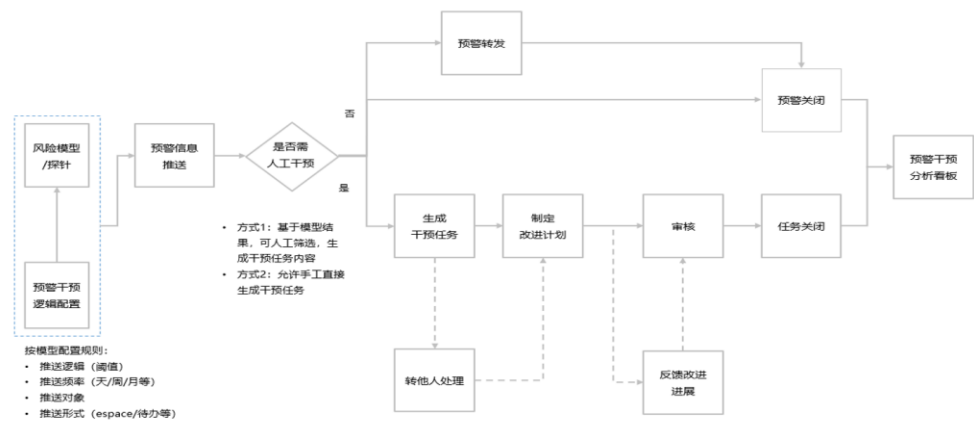 预警转发
预警关闭
否
风险模型
/探针
预警信息
推送
是否需
人工干预
预警干预
分析看板
是
生成
干预任务
制定
改进计划
审核
任务关闭
• 方式1：基于模型结
果，可人工筛选，生
成干预任务内容
• 方式2：允许手工直接
生成干预任务
预警干预
逻辑配置
按模型配置规则：
• 推送逻辑（阈值）
• 推送频率（天/周/月等）
• 推送对象
• 推送形式（espace/待办等）
转他人处理
反馈改进
进展